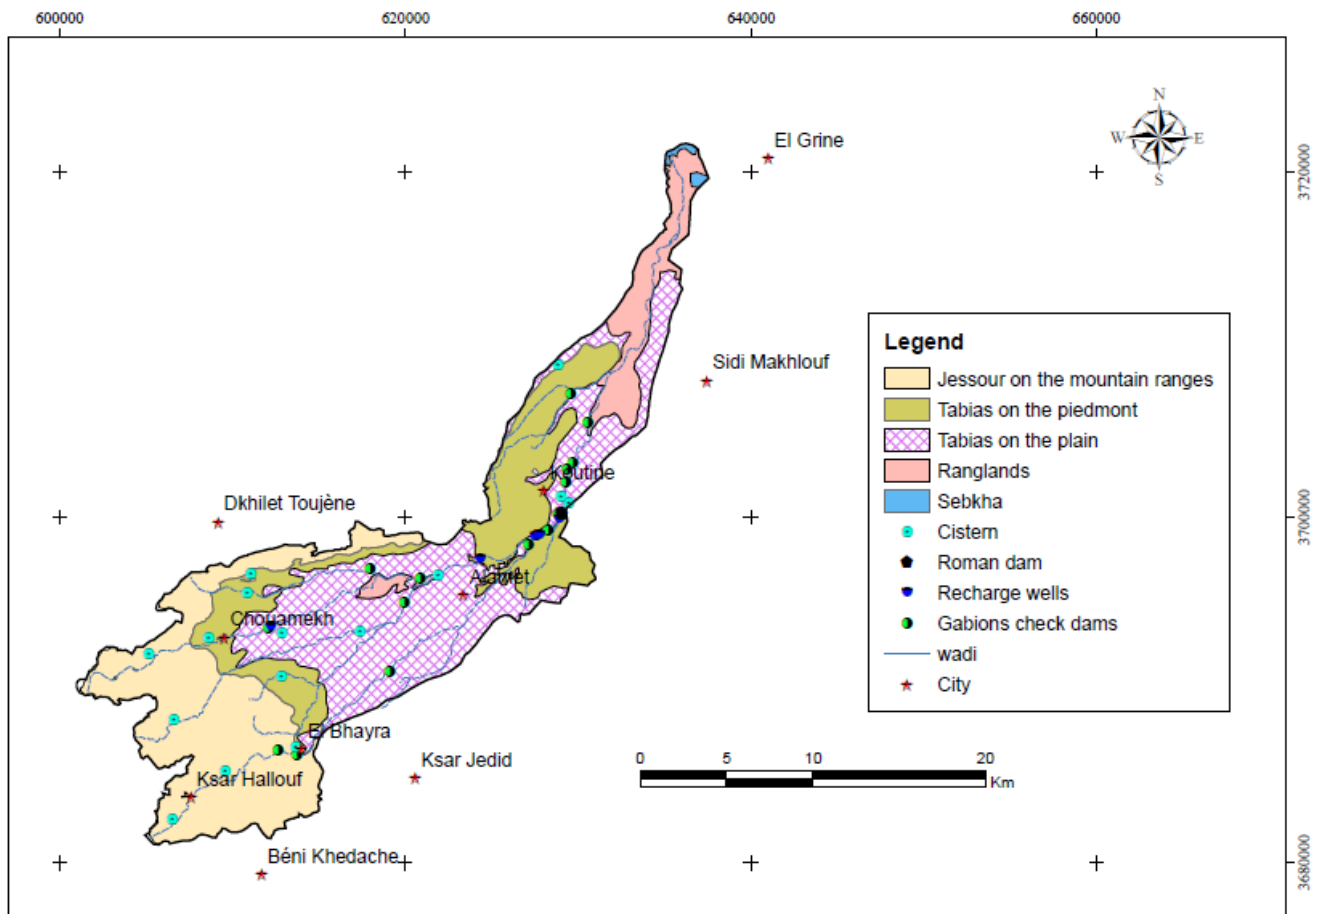 600000
620000
640000
660000
N
W
E
S
El Grine
3720000
Sidi Makhlouf
Legend
Jessour on the mountain ranges
Tabias on the piedmont
Tabias on the plain
Ranglands
Sebkha
Cistern
Roman dam
Recharge wells
Gabions check dams
wadi
City
Koutine
Dkhilet Toujène
3700000
Alamet
Chouamekh
El Bhayra
Ksar Jedid
Ksar Hallouf
0 5 10 20
Km
Béni Khedache
3680000